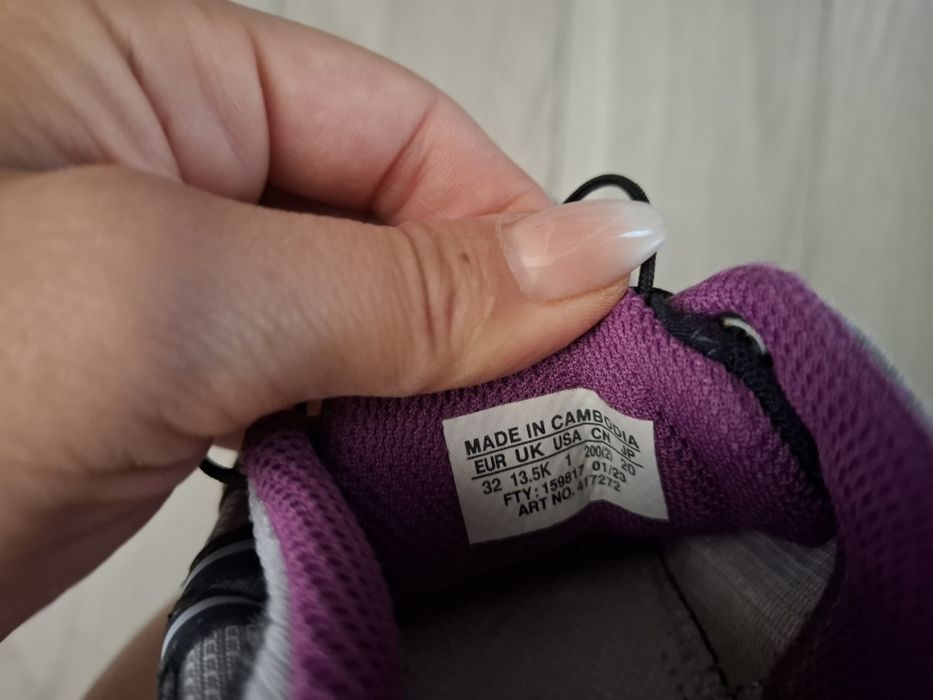 MADE IN CAMBODIA
EUR UK USA CN JP
32 13.5K 1 200(2) 20
FTY: 159817 01/23
ART NO. 417272